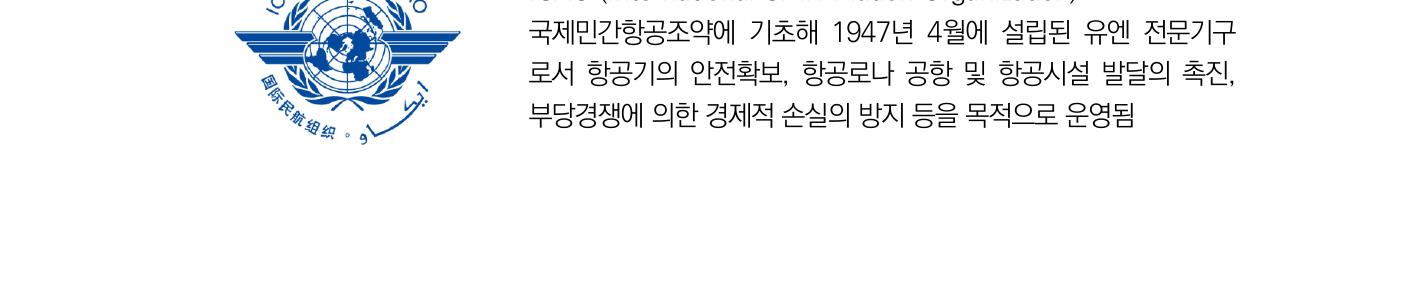 국제민간항공조약에 기초해 1947년 4월에 설립된 유엔 전문기구
로서 항공기의 안전확보, 항공로나 공항 및 항공시설 발달의 촉진,
부당경쟁에 의한 경제적 손실의 방지 등을 목적으로 운영됨
国际民航组织
ايكاو